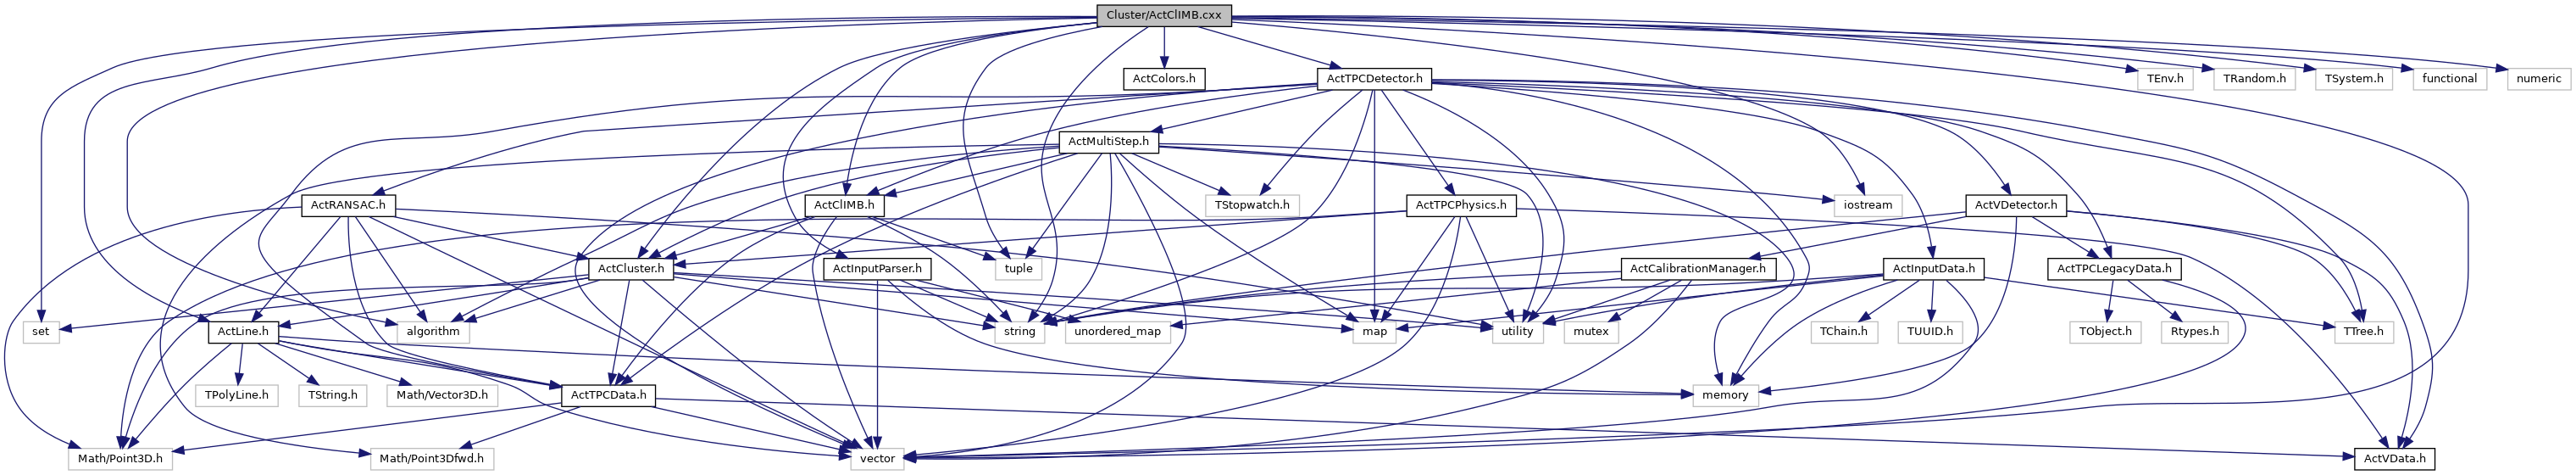 Cluster/ActClIMB.cxx
ActColors.h
ActTPCDetector.h
TEnv.h
TRandom.h
TSystem.h
functional
numeric
ActMultiStep.h
ActRANSAC.h
ActClIMB.h
TStopwatch.h
ActTPCPhysics.h
iostream
ActVDetector.h
ActCluster.h
ActInputParser.h
tuple
ActCalibrationManager.h
ActInputData.h
ActTPCLegacyData.h
set
ActLine.h
algorithm
string
unordered_map
map
utility
mutex
TChain.h
TUUID.h
TObject.h
Rtypes.h
TTree.h
TPolyLine.h
TString.h
Math/Vector3D.h
ActTPCData.h
memory
Math/Point3D.h
Math/Point3Dfwd.h
vector
ActVData.h